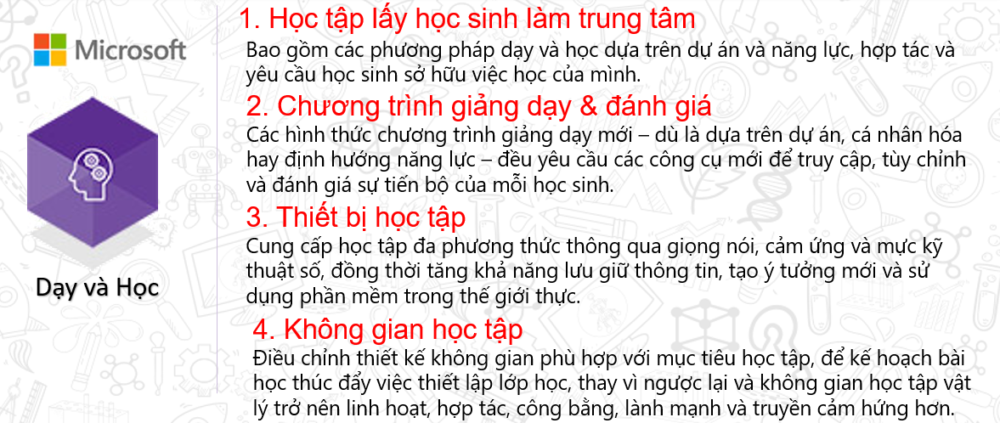 Microsoft
Dạy và Học
1. Học tập lấy học sinh làm trung tâm
Bao gồm các phương pháp dạy và học dựa trên dự án và năng lực, hợp tác và
yêu cầu học sinh sở hữu việc học của mình.
2. Chương trình giảng dạy & đánh giá
Các hình thức chương trình giảng dạy mới – dù là dựa trên dự án, cá nhân hóa
hay định hướng năng lực – đều yêu cầu các công cụ mới để truy cập, tùy chỉnh
và đánh giá sự tiến bộ của mỗi học sinh.
3. Thiết bị học tập
Cung cấp học tập đa phương thức thông qua giọng nói, cảm ứng và mực kỹ
thuật số, đồng thời tăng khả năng lưu giữ thông tin, tạo ý tưởng mới và sử
dụng phần mềm trong thế giới thực.
4. Không gian học tập
Điều chỉnh thiết kế không gian phù hợp với mục tiêu học tập, để kế hoạch bài
học thúc đẩy việc thiết lập lớp học, thay vì ngược lại và không gian học tập vật
lý trở nên linh hoạt, hợp tác, công bằng, lành mạnh và truyền cảm hứng hơn.